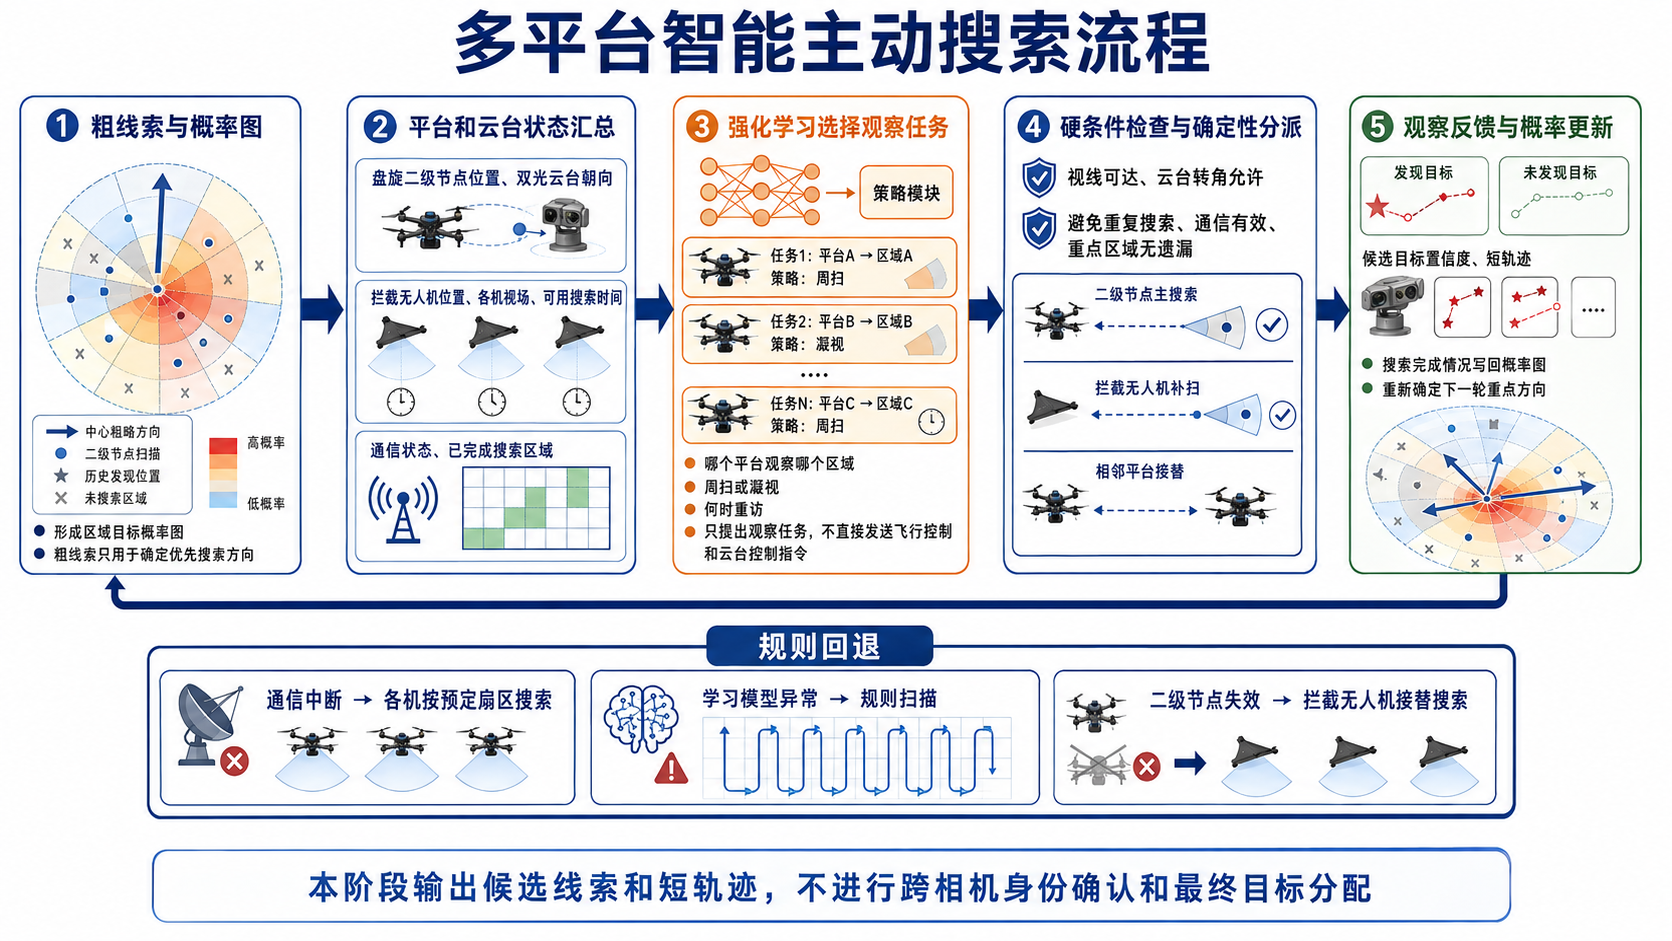 多平台智能主动搜索流程
1 粗线索与概率图
中心粗略方向
二级节点扫描
历史发现位置
未搜索区域
高概率
低概率
形成区域目标概率图
粗线索只用于确定优先搜索方向
2 平台和云台状态汇总
盘旋二级节点位置、双光云台朝向
拦截无人机位置、各机视场、可用搜索时间
通信状态、已完成搜索区域
3 强化学习选择观察任务
策略模块
任务1：平台A → 区域A
策略：周扫
任务2：平台B → 区域B
策略：凝视
....
任务N：平台C → 区域C
策略：周扫
哪个平台观察哪个区域
周扫或凝视
何时重访
只提出观察任务，不直接发送飞行控制
和云台控制指令
4 硬条件检查与确定性分派
视线可达、云台转角允许
避免重复搜索、通信有效、
重点区域无遗漏
二级节点主搜索
拦截无人机补扫
相邻平台接替
5 观察反馈与概率更新
发现目标
未发现目标
候选目标置信度、短轨迹
....
搜索完成情况写回概率图
重新确定下一轮重点方向
规则回退
通信中断 → 各机按预定扇区搜索
学习模型异常 → 规则扫描
二级节点失效 → 拦截无人机接替搜索
本阶段输出候选线索和短轨迹，不进行跨相机身份确认和最终目标分配